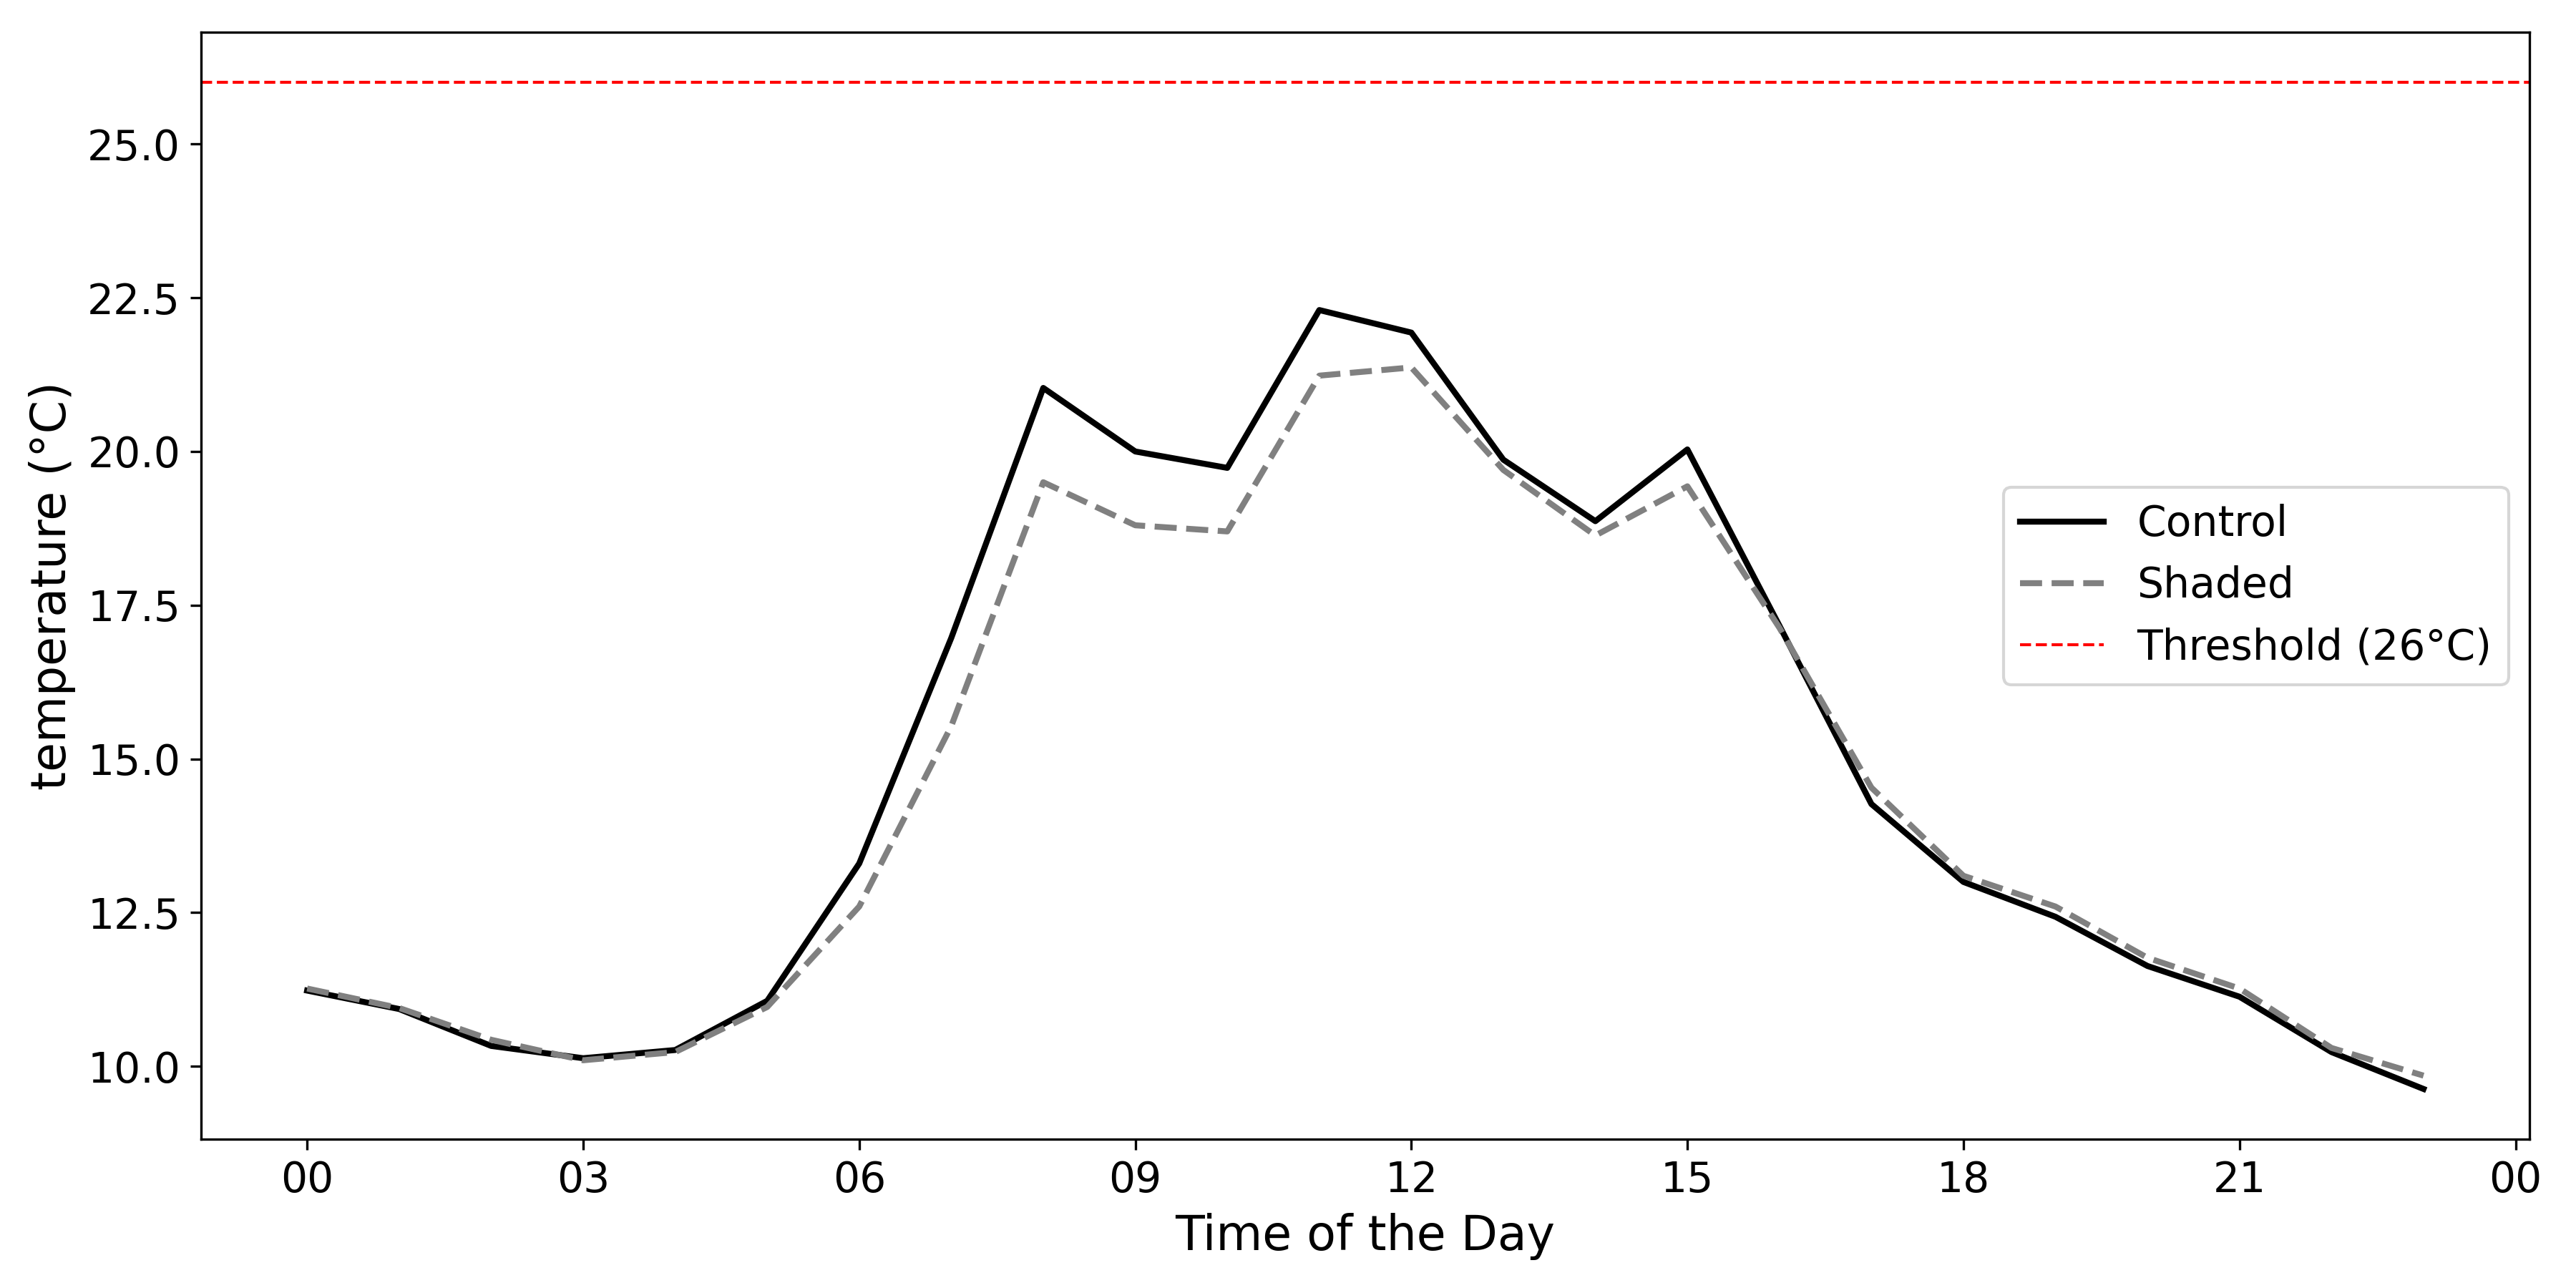 25.0
22.5
20.0
17.5
15.0
12.5
10.0
temperature (°C)
Control
Shaded
Threshold (26°C)
00 03 06 09 12 15 18 21 00
Time of the Day